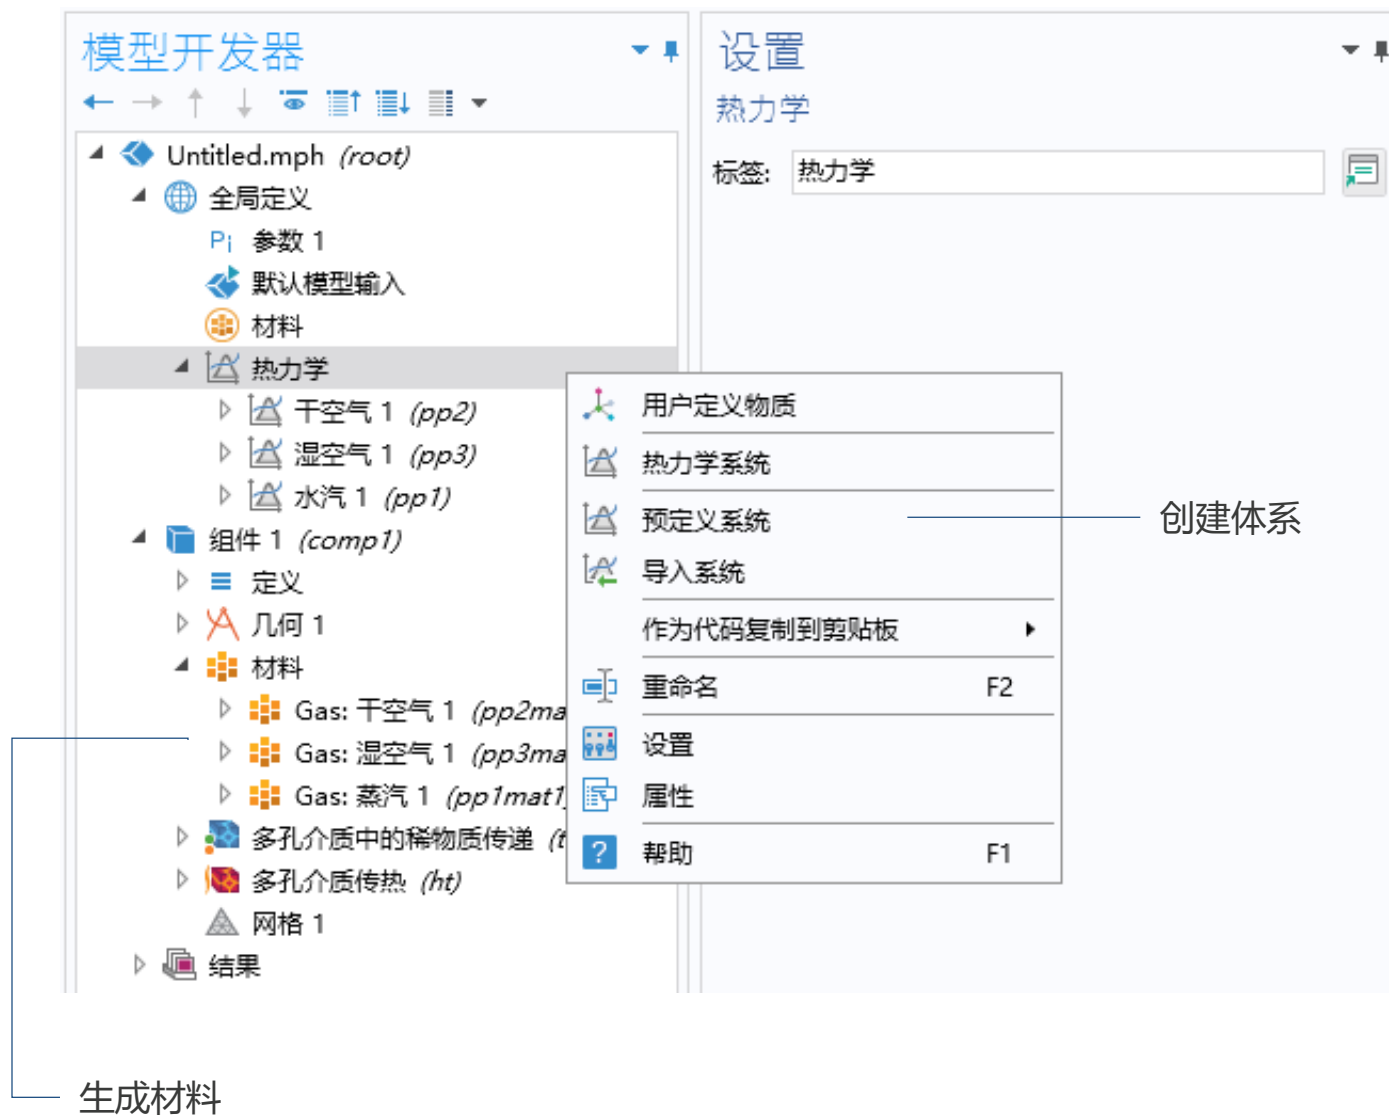 模型开发器
Untitled.mph (root)
全局定义
Pi 参数 1
默认模型输入
材料
热力学
干空气 1 (pp2)
湿空气 1 (pp3)
水汽 1 (pp1)
组件 1 (comp1)
定义
几何 1
材料
Gas: 干空气 1 (pp2ma
Gas: 湿空气 1 (pp3ma
Gas: 蒸汽 1 (pp1mat1
多孔介质中的稀物质传递 (t
多孔介质传热 (ht)
网格 1
结果
设置
热力学
标签: 热力学
用户定义物质
热力学系统
预定义系统
导入系统
作为代码复制到剪贴板
重命名 F2
设置
属性
? 帮助 F1
创建体系
生成材料